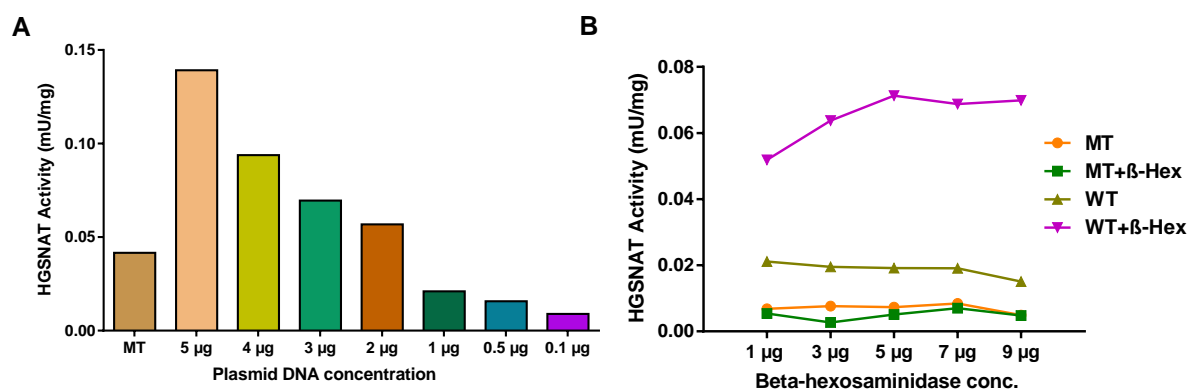 A
HGSNAT Activity (mU/mg)
0.15
0.10
0.05
0.00
MT 5 µg 4 µg 3 µg 2 µg 1 µg 0.5 µg 0.1 µg
Plasmid DNA concentration
B
HGSNAT Activity (mU/mg)
0.08
0.06
0.04
0.02
0.00
1 µg 3 µg 5 µg 7 µg 9 µg
Beta-hexosaminidase conc.
MT
MT+ß-Hex
WT
WT+ß-Hex